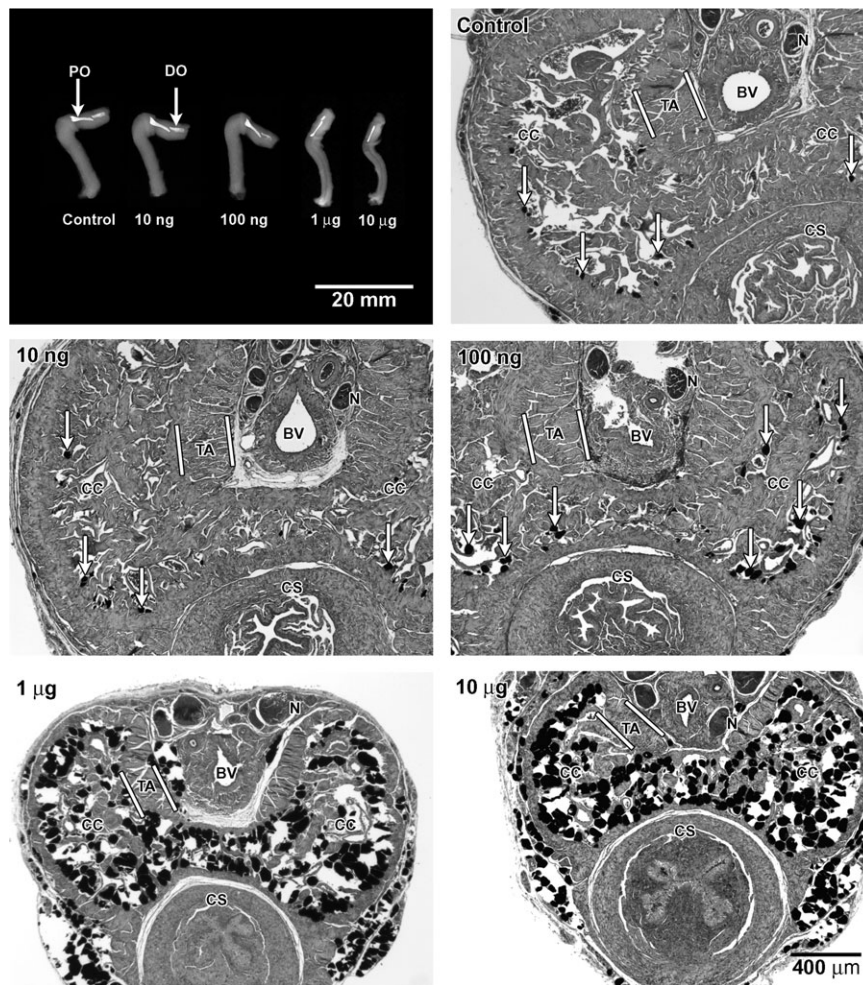 PO DO
Control 10 ng 100 ng 1 μg 10 μg
20 mm
Control
N
TA BV
CC CC
CS
10 ng
N
TA BV
CC CC
CS
100 ng
N
TA BV
CC CC
CS
1 μg
N
TA BV
CC CC
CS
10 μg
BV
TA N
CC CC
CS
400 μm